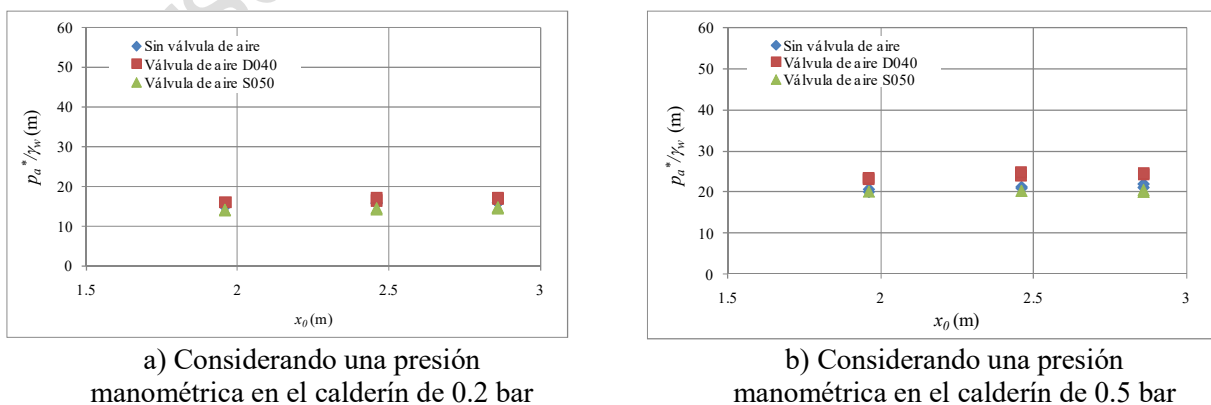 60
50
40
30
20
10
0
p_a*/γ_w (m)
Sin válvula de aire
Válvula de aire D040
Válvula de aire S050
1.5 2 2.5 3
x_0 (m)
a) Considerando una presión
manométrica en el calderín de 0.2 bar
60
50
40
30
20
10
0
p_a*/γ_w (m)
Sin válvula de aire
Válvula de aire D040
Válvula de aire S050
1.5 2 2.5 3
x_0 (m)
b) Considerando una presión
manométrica en el calderín de 0.5 bar